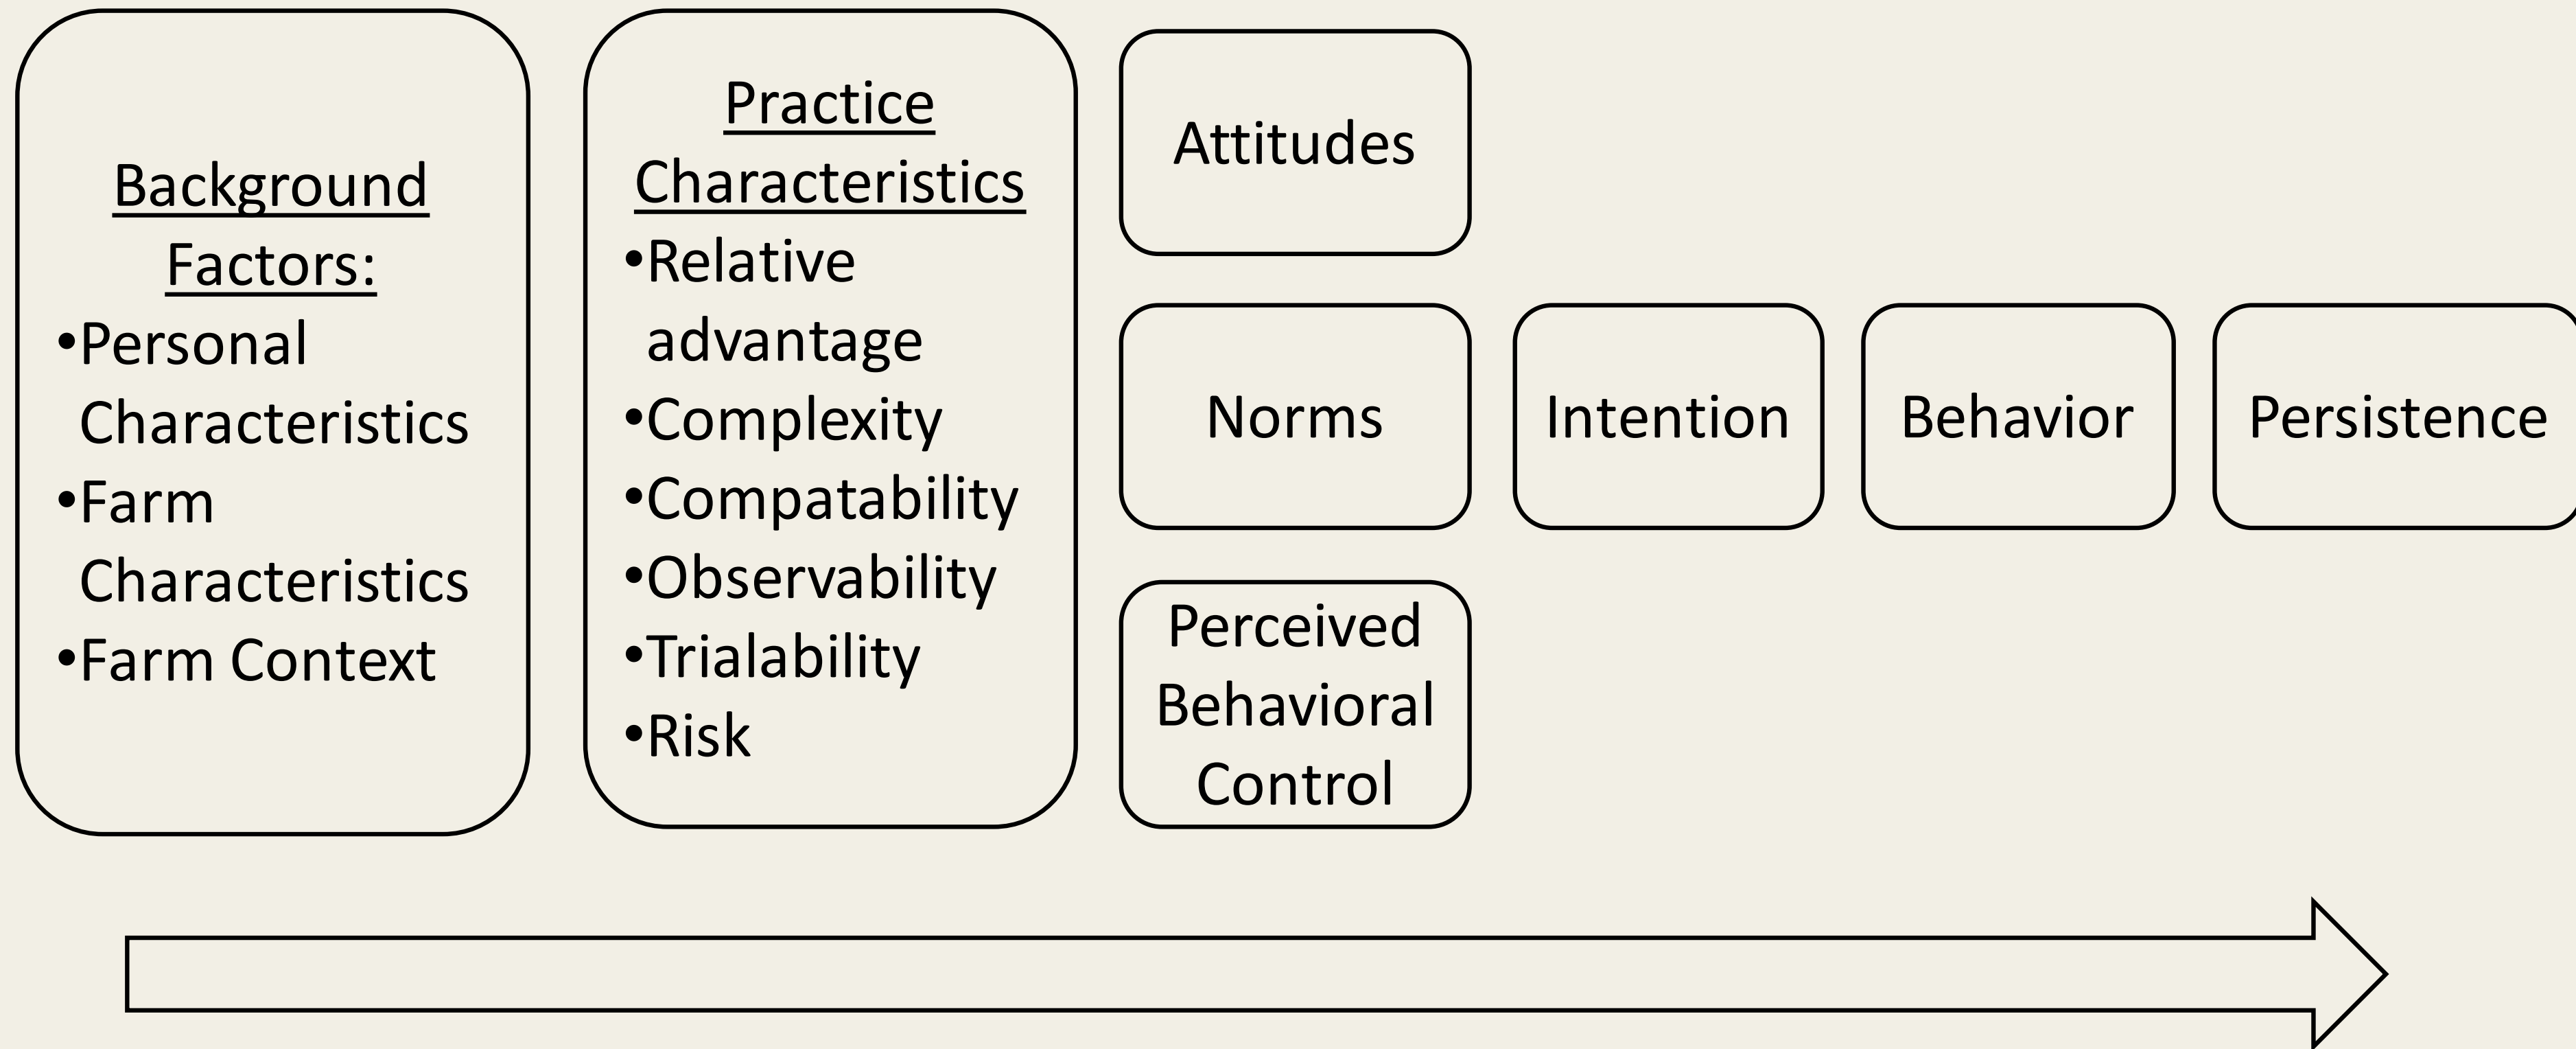 Background
Factors:
•Personal
Characteristics
•Farm
Characteristics
•Farm Context
Practice
Characteristics
•Relative
advantage
•Complexity
•Compatability
•Observability
•Trialability
•Risk
Attitudes
Norms
Perceived
Behavioral
Control
Intention
Behavior
Persistence